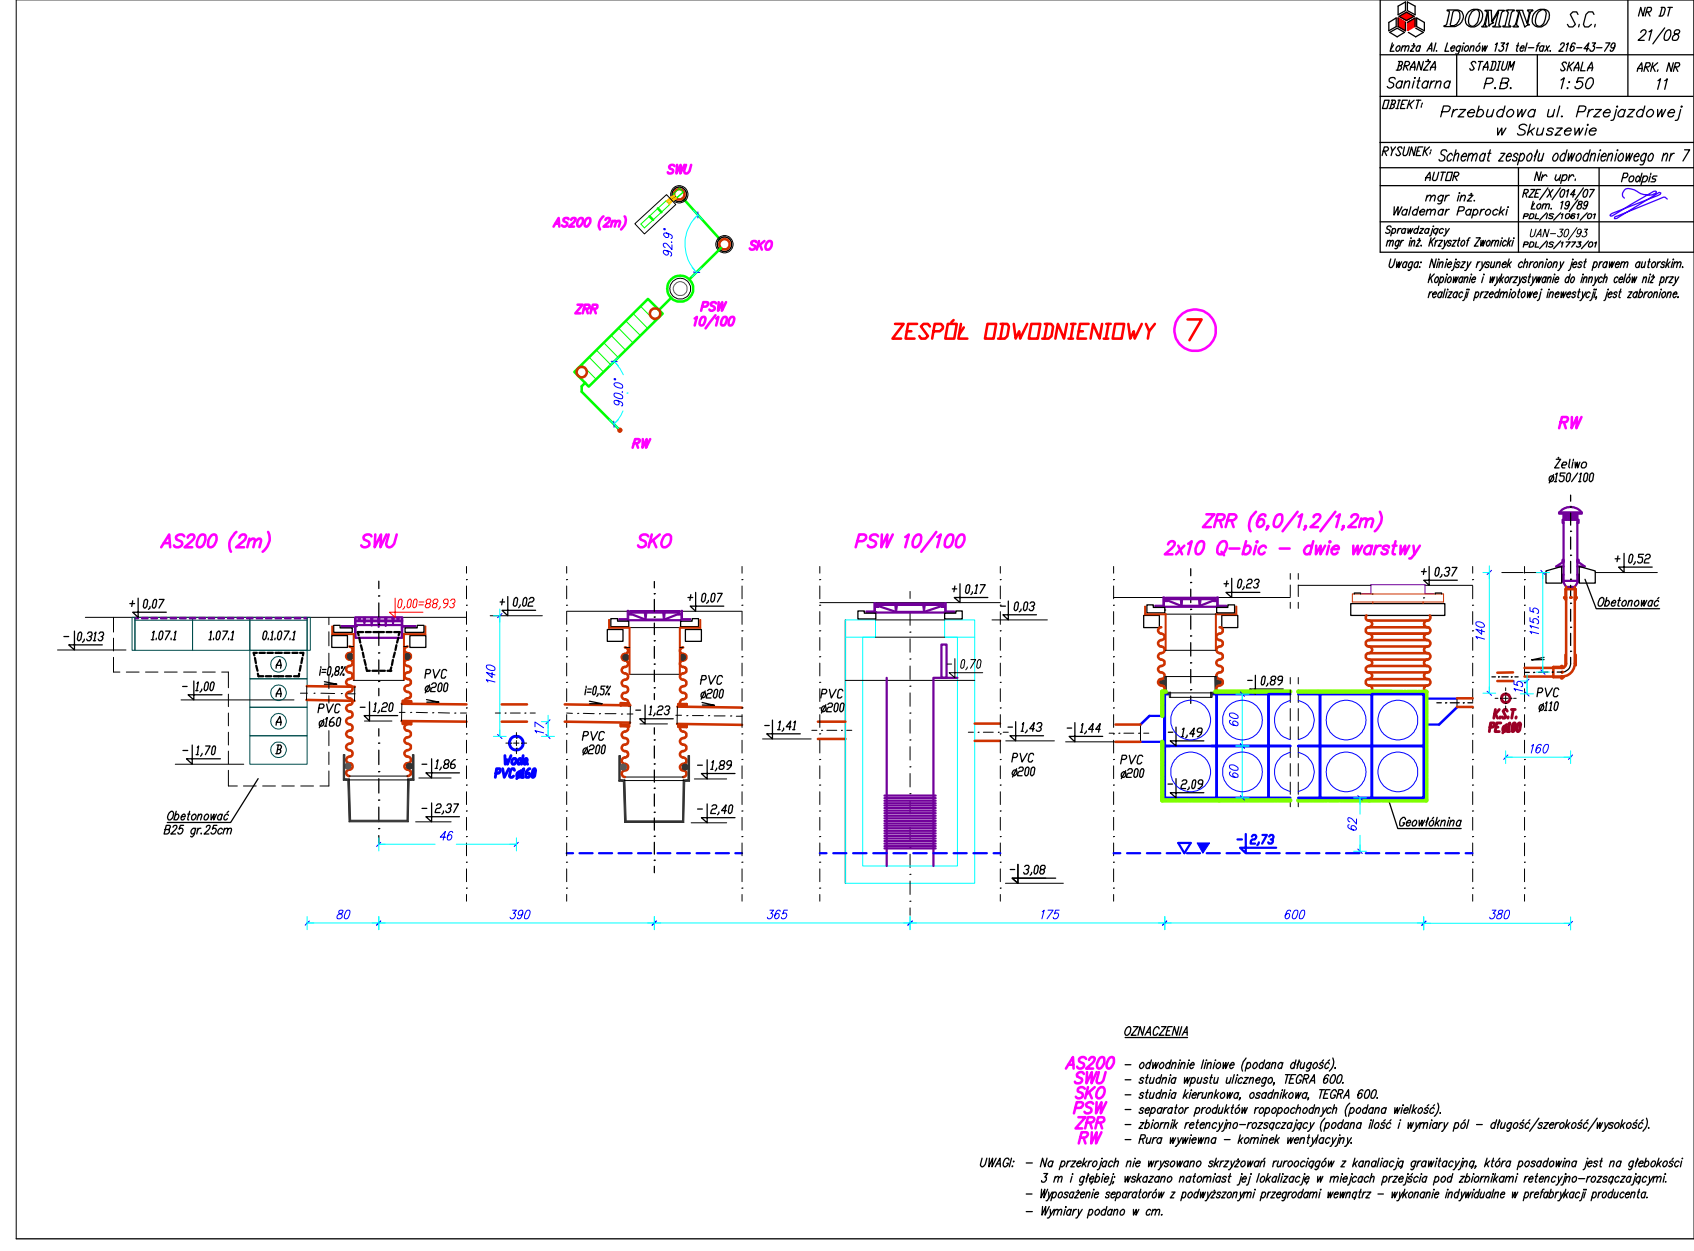 DOMINO S.C.
Łomża Al. Legionów 131 tel-fax. 216-43-79
NR DT
21/08
BRANŻA
Sanitarna
STADIUM
P.B.
SKALA
1:50
ARK. NR
11
OBIEKT: Przebudowa ul. Przejazdowej
w Skuszewie
RYSUNEK: Schemat zespołu odwodnieniowego nr 7
AUTOR
Nr upr.
Podpis
mgr inż.
Waldemar Paprocki
RZE/X/014/07
Łom. 19/89
PDL/IS/1061/01
Sprawdzający
mgr inż. Krzysztof Zwornicki
UAN-30/93
PDL/IS/1773/01
Uwaga: Niniejszy rysunek chroniony jest prawem autorskim.
Kopiowanie i wykorzystywanie do innych celów niż przy
realizacji przedmiotowej inewestycji, jest zabronione.
SWU
AS200 (2m)
92.9°
SKO
ZRR
PSW
10/100
90.0°
RW
ZESPÓŁ ODWODNIENIOWY 7
RW
Żeliwo
ø150/100
AS200 (2m)
SWU
SKO
PSW 10/100
ZRR (6,0/1,2/1,2m)
2x10 Q-bic - dwie warstwy
+0,07
0,00=88,93
+0,02
+0,07
+0,17
-0,03
+0,23
+0,37
+0,52
Obetonować
-0,313
1.07.1
1.07.1
0.1.07.1
A
A
A
B
i=0,8%
PVC
ø200
PVC
ø160
-1,00
-1,20
-1,70
-1,86
-2,37
Obetonować
B25 gr.25cm
46
140
17
Woda
PVCø160
i=0,5%
PVC
ø200
PVC
ø200
-1,23
-1,89
-2,40
PVC
ø200
-1,41
-0,70
-1,43
PVC
ø200
-3,08
-1,44
PVC
ø200
-0,89
60
60
-1,49
-2,09
-2,73
62
Geowłóknina
140
115.5
15
K.S.T.
PVC
ø110
160
80
390
365
175
600
380
OZNACZENIA
AS200 - odwodninie liniowe (podana długość).
SWU - studnia wpustu ulicznego, TEGRA 600.
SKO - studnia kierunkowa, osadnikowa, TEGRA 600.
PSW - separator produktów ropopochodnych (podana wielkość).
ZRR - zbiornik retencyjno-rozsączający (podana ilość i wymiary pól - długość/szerokość/wysokość).
RW - Rura wywiewna - kominek wentylacyjny.
UWAGI: - Na przekrojach nie wrysowano skrzyżowań ruroociągów z kanaliacją grawitacyjną, która posadowina jest na głebokości
3 m i głębiej; wskazano natomiast jej lokalizację w miejcach przejścia pod zbiornikami retencyjno-rozsączającymi.
- Wyposażenie separatorów z podwyższonymi przegrodami wewnątrz - wykonanie indywidualne w prefabrykacji producenta.
- Wymiary podano w cm.